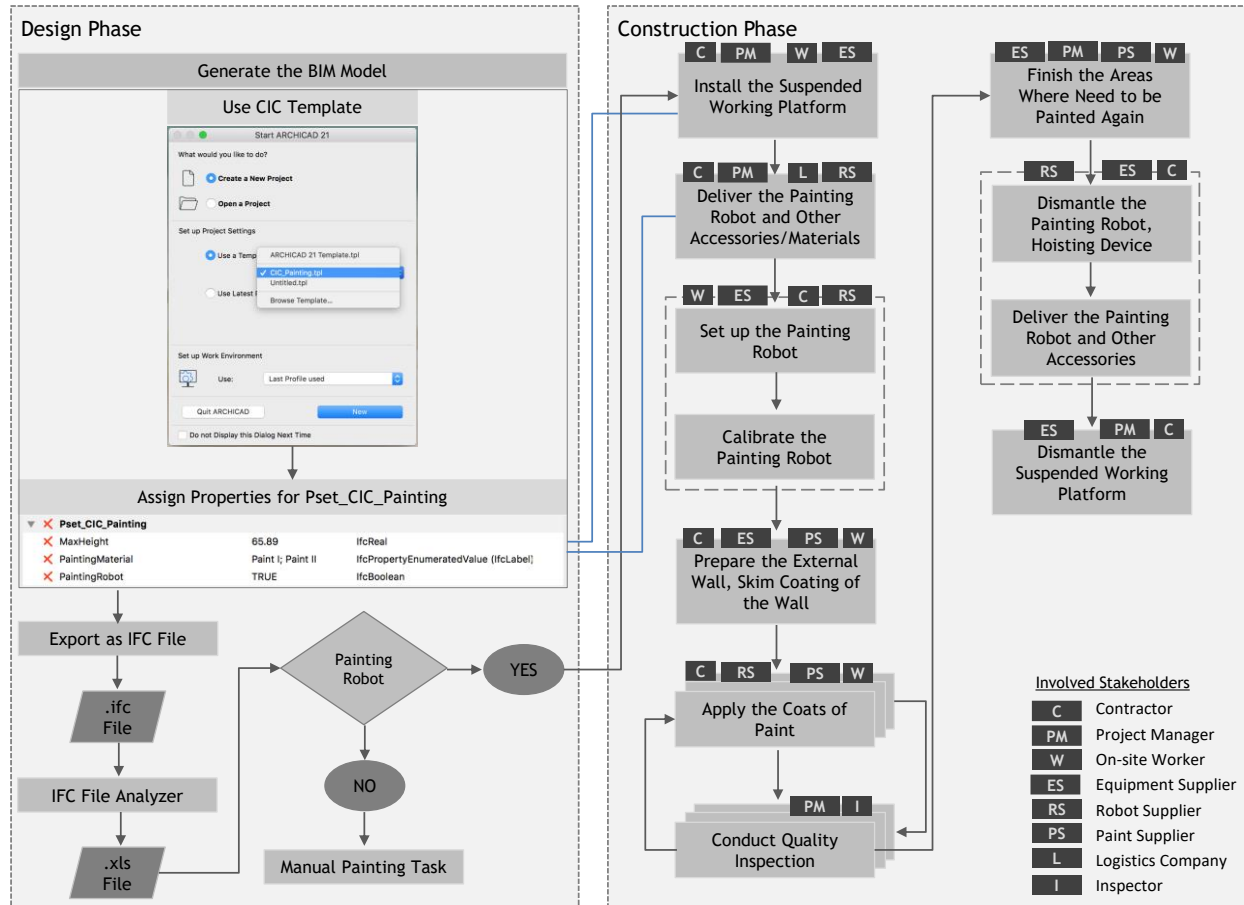 Design Phase
Generate the BIM Model
Use CIC Template
Start ARCHICAD 21
What would you like to do?
Create a New Project
Open a Project
Set up Project Settings
Use a Temp
ARCHICAD 21 Template.tpl
✓ CIC_Painting.tpl
Untitled.tpl
Use Latest
Browse Template...
Set up Work Environment
Use:
Last Profile used
Quit ARCHICAD
New
Do not Display this Dialog Next Time
Assign Properties for Pset_CIC_Painting
Pset_CIC_Painting
MaxHeight 65.89 IfcReal
PaintingMaterial Paint I; Paint II IfcPropertyEnumeratedValue (IfcLabel)
PaintingRobot TRUE IfcBoolean
Export as IFC File
.ifc
File
IFC File Analyzer
.xls
File
Painting
Robot
YES
NO
Manual Painting Task
Construction Phase
C PM W ES
Install the Suspended
Working Platform
C PM L RS
Deliver the Painting
Robot and Other
Accessories/Materials
W ES C RS
Set up the Painting
Robot
Calibrate the
Painting Robot
C ES PS W
Prepare the External
Wall, Skim Coating of
the Wall
C RS PS W
Apply the Coats of
Paint
PM I
Conduct Quality
Inspection
ES PM PS W
Finish the Areas
Where Need to be
Painted Again
RS ES C
Dismantle the
Painting Robot,
Hoisting Device
Deliver the Painting
Robot and Other
Accessories
ES PM C
Dismantle the
Suspended Working
Platform
Involved Stakeholders
C Contractor
PM Project Manager
W On-site Worker
ES Equipment Supplier
RS Robot Supplier
PS Paint Supplier
L Logistics Company
I Inspector